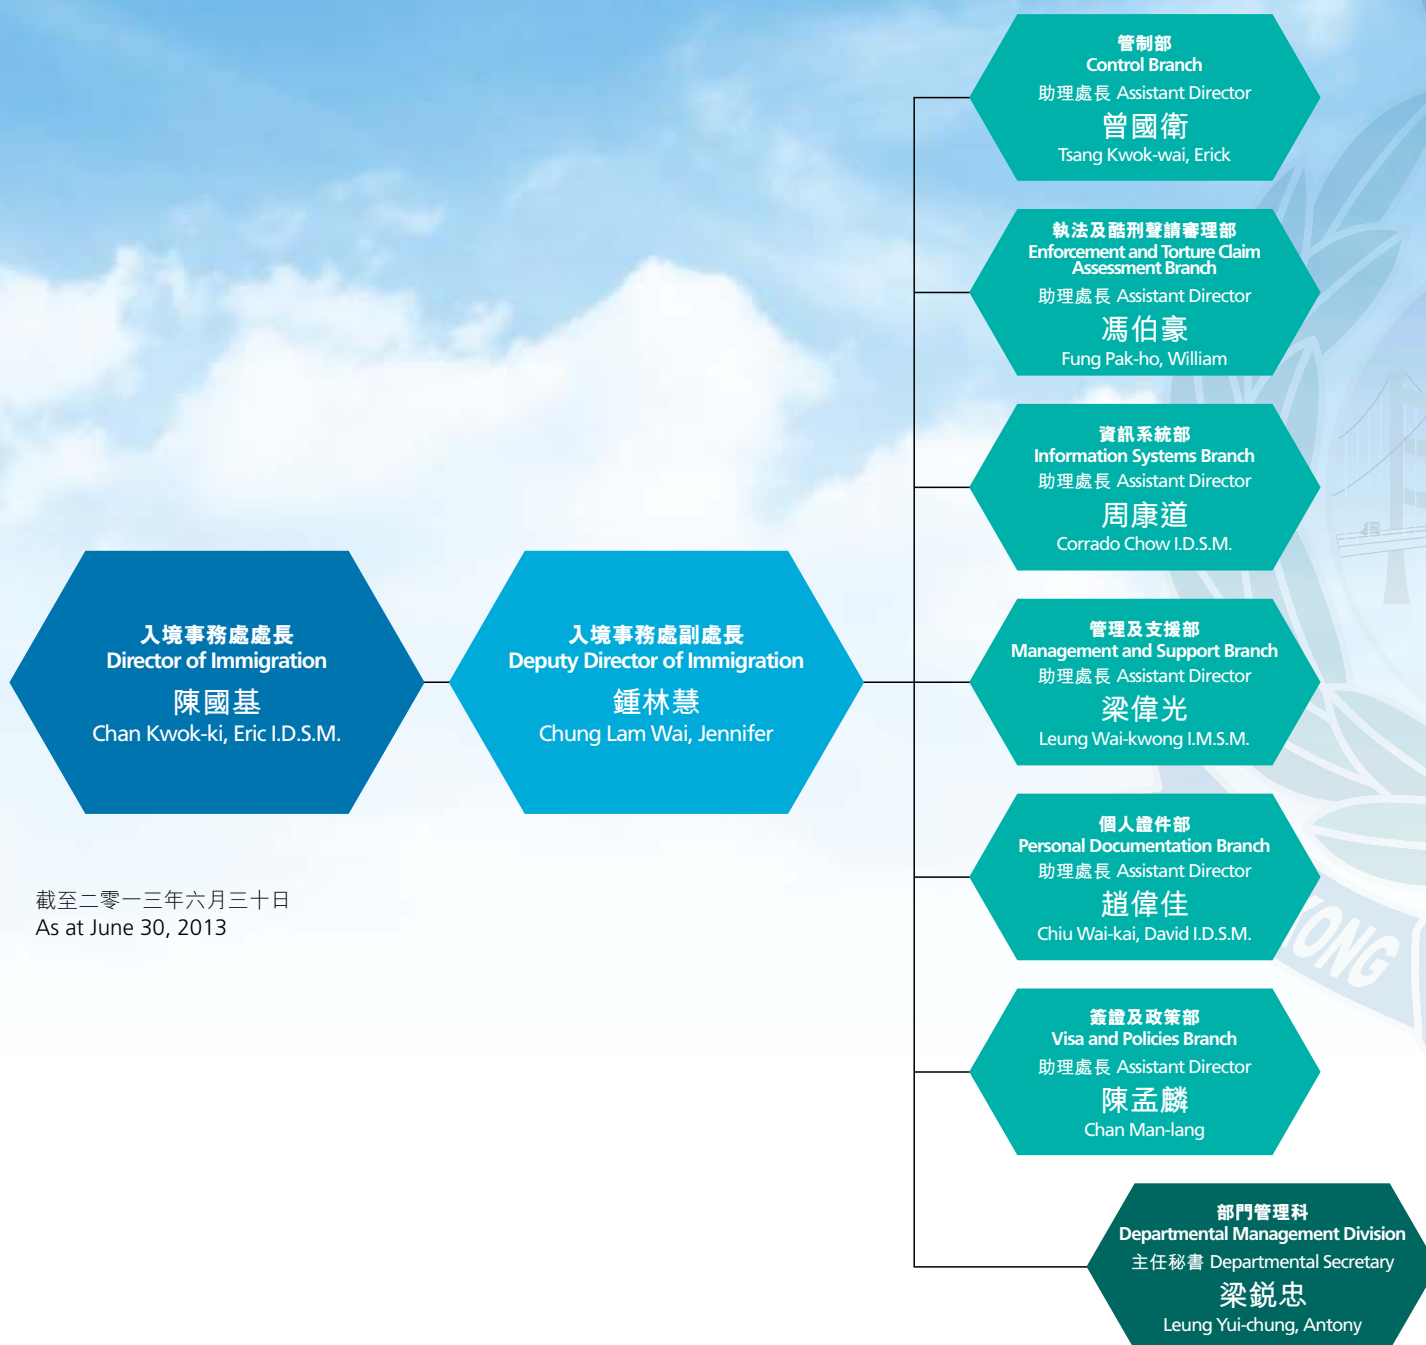 入境事務處處長
Director of Immigration
陳國基
Chan Kwok-ki, Eric I.D.S.M.
入境事務處副處長
Deputy Director of Immigration
鍾林慧
Chung Lam Wai, Jennifer
管制部
Control Branch
助理處長 Assistant Director
曾國衞
Tsang Kwok-wai, Erick
執法及酷刑聲請審理部
Enforcement and Torture Claim
Assessment Branch
助理處長 Assistant Director
馮伯豪
Fung Pak-ho, William
資訊系統部
Information Systems Branch
助理處長 Assistant Director
周康道
Corrado Chow I.D.S.M.
管理及支援部
Management and Support Branch
助理處長 Assistant Director
梁偉光
Leung Wai-kwong I.M.S.M.
個人證件部
Personal Documentation Branch
助理處長 Assistant Director
趙偉佳
Chiu Wai-kai, David I.D.S.M.
簽證及政策部
Visa and Policies Branch
助理處長 Assistant Director
陳孟麟
Chan Man-lang
部門管理科
Departmental Management Division
主任秘書 Departmental Secretary
梁鋭忠
Leung Yui-chung, Antony
截至二零一三年六月三十日
As at June 30, 2013